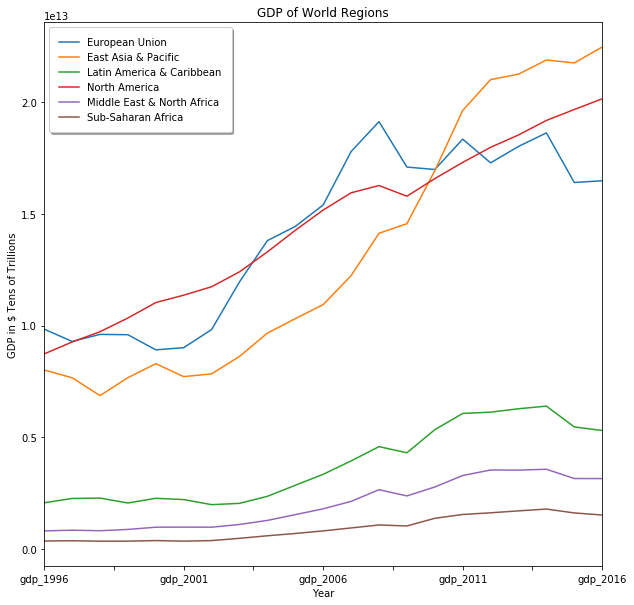 GDP of World Regions
1e13
European Union
East Asia & Pacific
Latin America & Caribbean
North America
Middle East & North Africa
Sub-Saharan Africa
2.0
1.5
1.0
0.5
0.0
GDP in $ Tens of Trillions
gdp_1996 gdp_2001 gdp_2006 gdp_2011 gdp_2016
Year